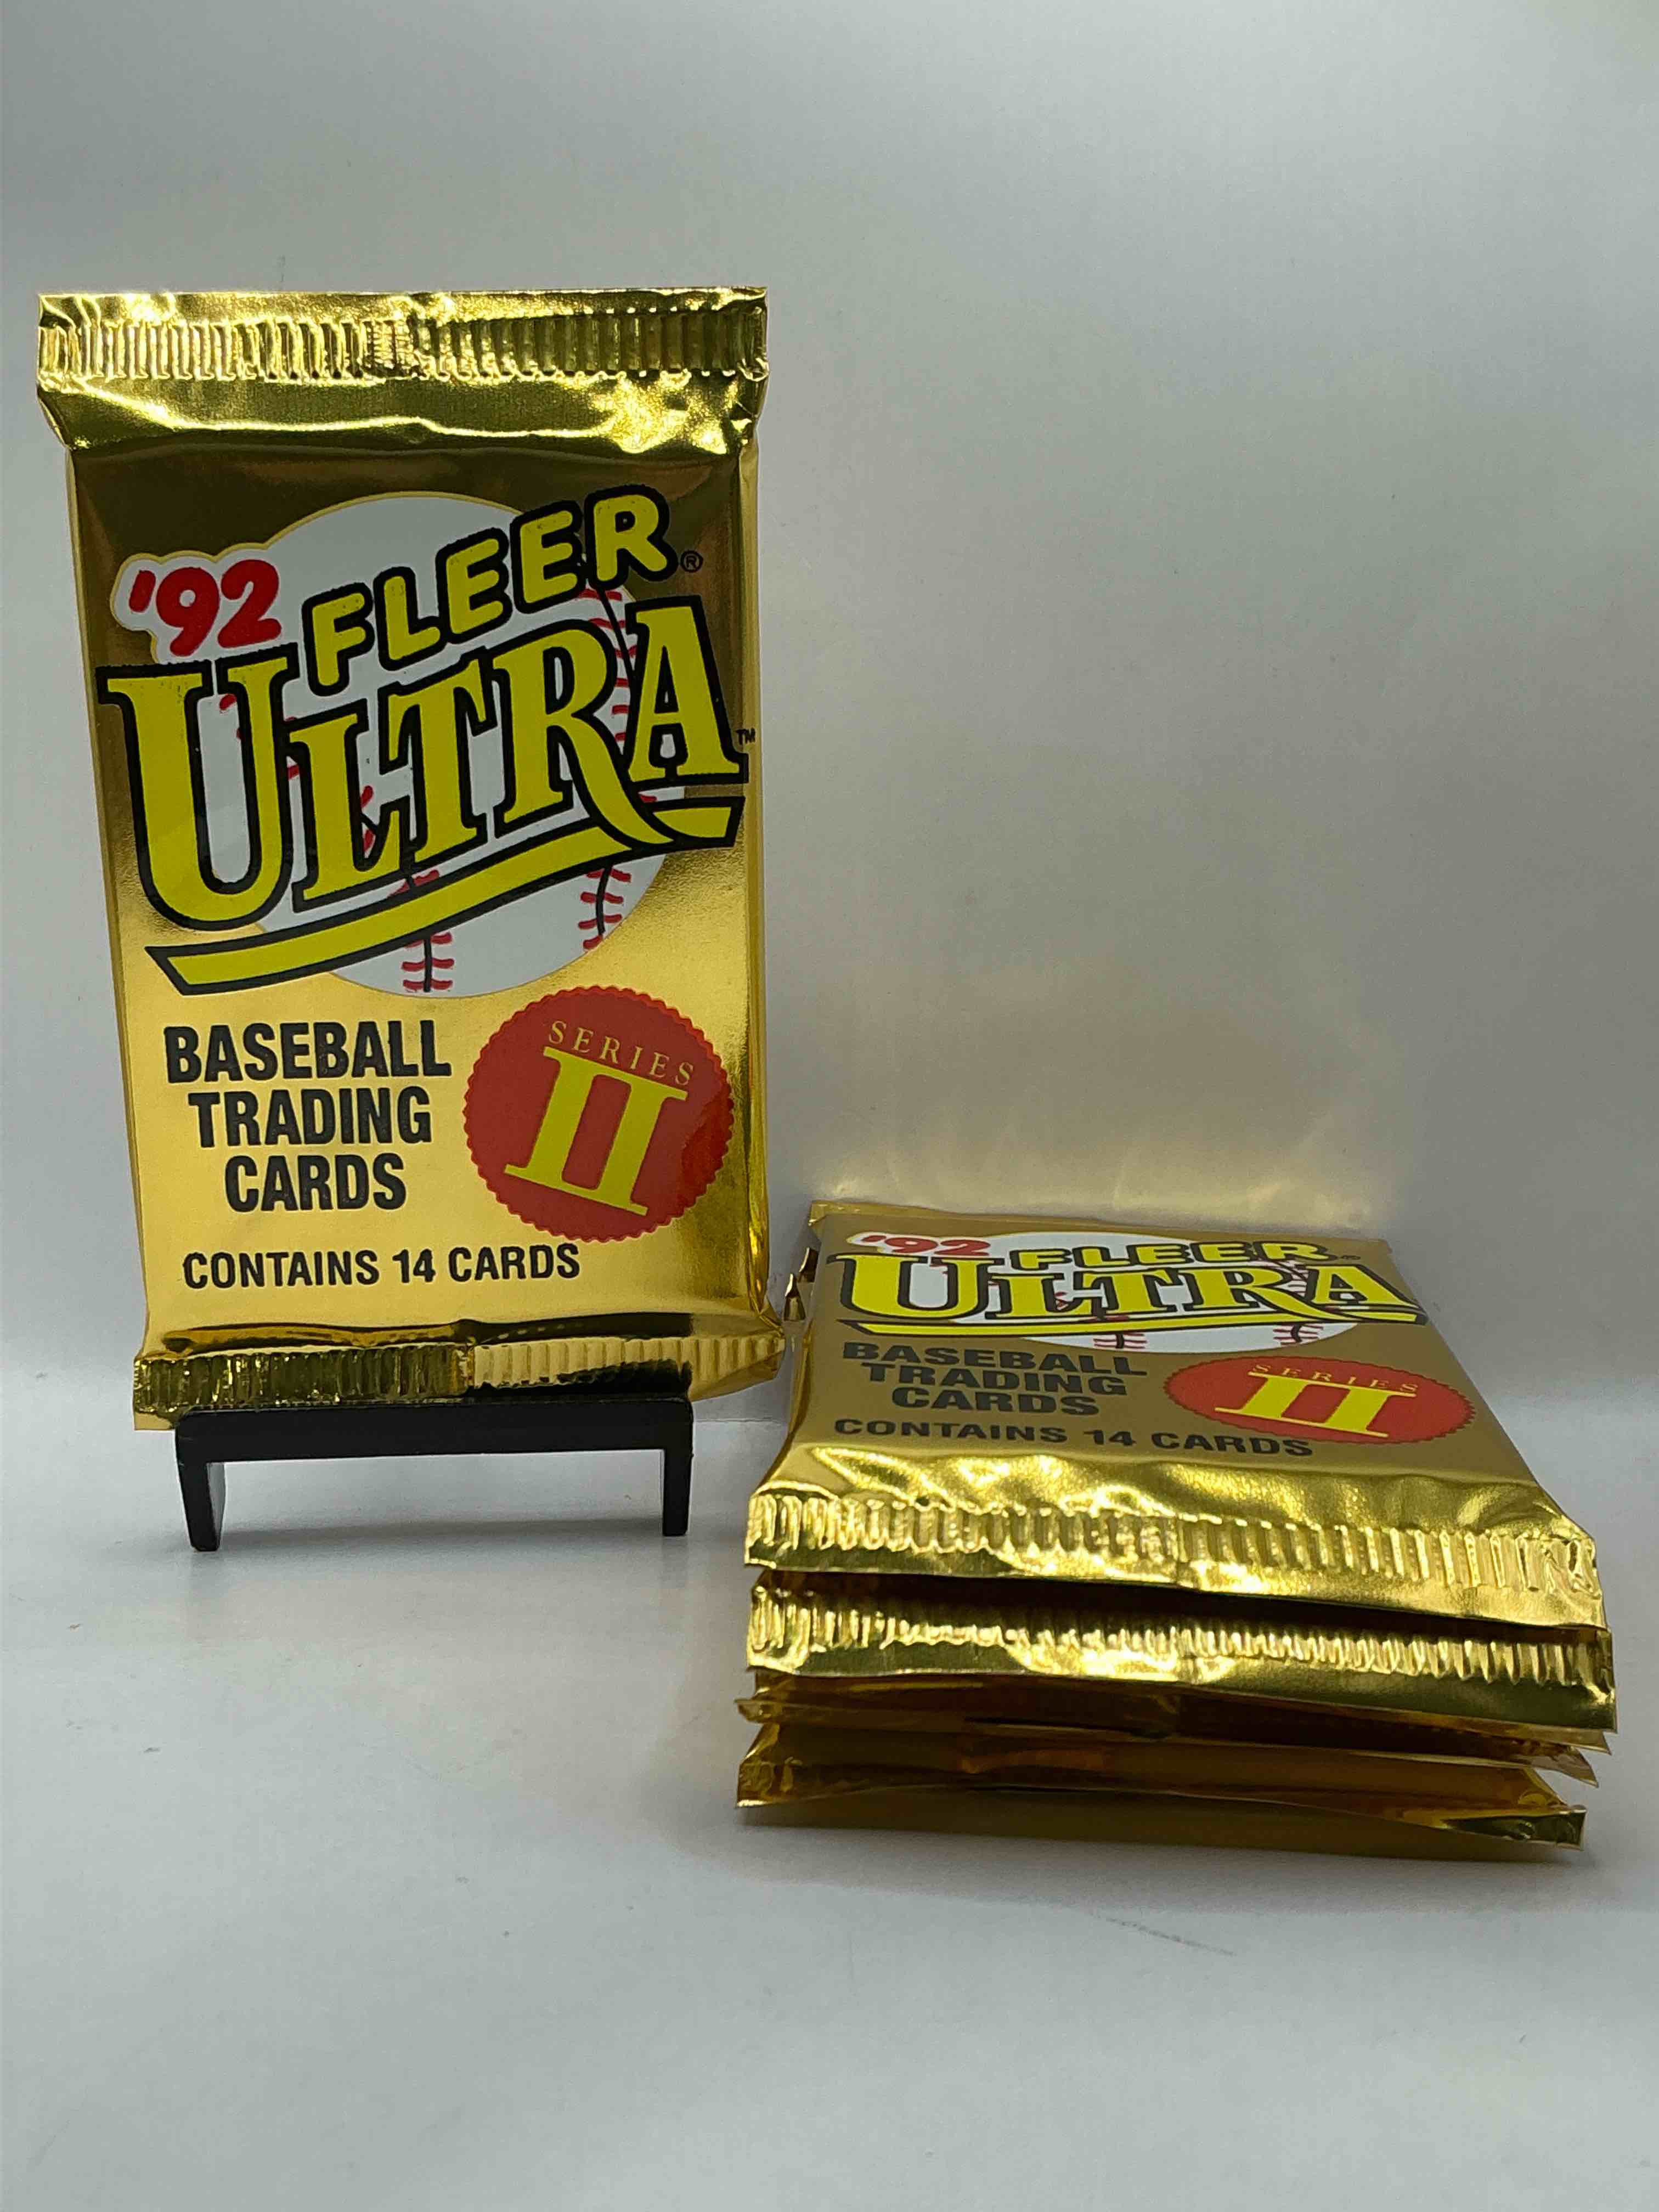 '92 FLEER®
ULTRA™
BASEBALL
TRADING
CARDS
SERIES
II
CONTAINS 14 CARDS
'92 FLEER®
ULTRA
BASEBALL
TRADING
CARDS
SERIES
II
CONTAINS 14 CARDS